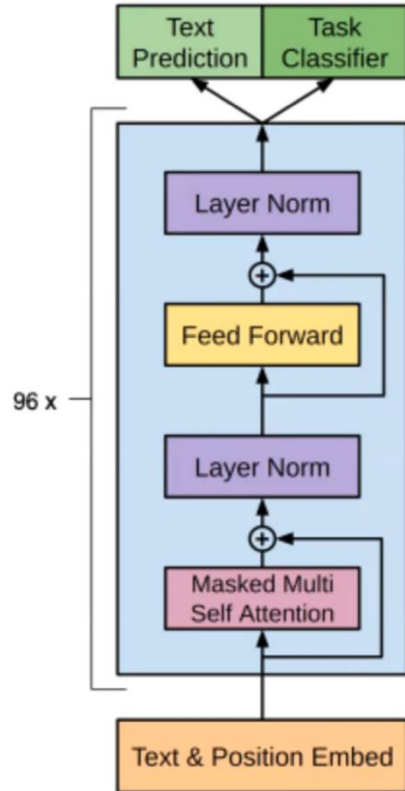 Text
Prediction
Task
Classifier
Layer Norm
+
Feed Forward
96 x
Layer Norm
+
Masked Multi
Self Attention
Text & Position Embed